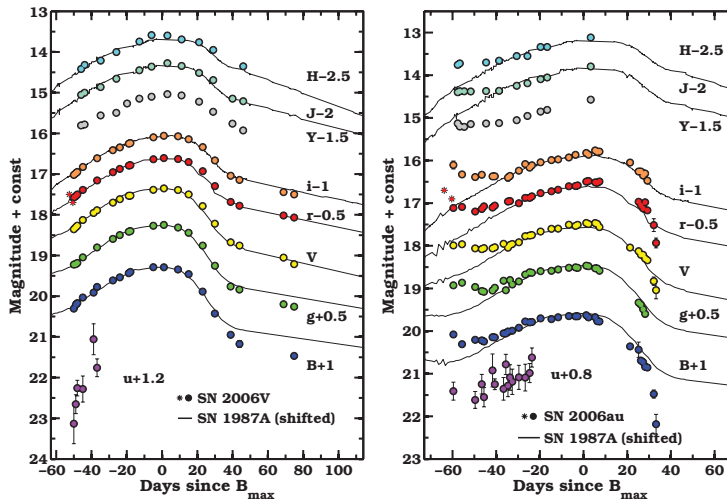 13
14
15
16
17
18
19
20
21
22
23
24
Magnitude + const
H−2.5
J−2
Y−1.5
i−1
r−0.5
V
g+0.5
B+1
u+1.2
* ● SN 2006V
— SN 1987A (shifted)
−60 −40 −20 0 20 40 60 80 100
Days since Bmax
13
14
15
16
17
18
19
20
21
22
23
Magnitude + const
H−2.5
J−2
Y−1.5
i−1
r−0.5
V
g+0.5
B+1
u+0.8
* ● SN 2006au
— SN 1987A (shifted)
−60 −40 −20 0 20 40 60
Days since Bmax